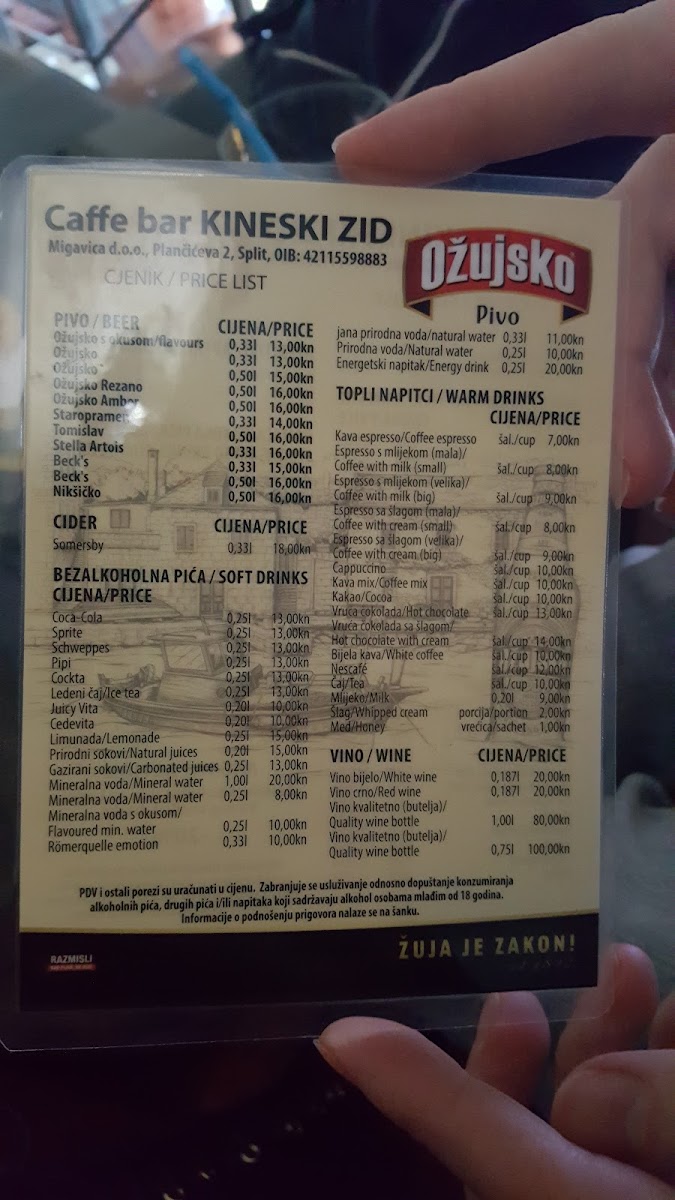 Caffe bar KINESKI ZID
Migavica d.o.o., Plančićeva 2, Split, OIB: 42115598883
CJENIK / PRICE LIST
Ožujsko
Pivo
PIVO / BEER CIJENA/PRICE
Ožujsko s okusom/flavours 0,33l 13,00kn
Ožujsko 0,33l 13,00kn
Ožujsko 0,50l 15,00kn
Ožujsko Rezano 0,50l 16,00kn
Ožujsko Amber 0,50l 16,00kn
Staropramen 0,33l 14,00kn
Tomislav 0,50l 16,00kn
Stella Artois 0,33l 16,00kn
Beck's 0,33l 15,00kn
Beck's 0,50l 16,00kn
Nikšičko 0,50l 16,00kn
CIDER CIJENA/PRICE
Somersby 0,33l 18,00kn
BEZALKOHOLNA PIĆA / SOFT DRINKS
CIJENA/PRICE
Coca-Cola 0,25l 13,00kn
Sprite 0,25l 13,00kn
Schweppes 0,25l 13,00kn
Pipi 0,25l 13,00kn
Cockta 0,25l 13,00kn
Ledeni čaj/Ice tea 0,25l 13,00kn
Juicy Vita 0,20l 10,00kn
Cedevita 0,20l 10,00kn
Limunada/Lemonade 0,25l 15,00kn
Prirodni sokovi/Natural juices 0,20l 15,00kn
Gazirani sokovi/Carbonated juices 0,25l 13,00kn
Mineralna voda/Mineral water 1,00l 20,00kn
Mineralna voda/Mineral water 0,25l 8,00kn
Mineralna voda s okusom/
Flavoured min. water 0,25l 10,00kn
Römerquelle emotion 0,33l 10,00kn
jana prirodna voda/natural water 0,33l 11,00kn
Prirodna voda/Natural water 0,25l 10,00kn
Energetski napitak/Energy drink 0,25l 20,00kn
TOPLI NAPITCI / WARM DRINKS
CIJENA/PRICE
Kava espresso/Coffee espresso šal./cup 7,00kn
Espresso s mlijekom (mala)/
Coffee with milk (small) šal./cup 8,00kn
Espresso s mlijekom (velika)/
Coffee with milk (big) šal./cup 9,00kn
Espresso sa šlagom (mala)/
Coffee with cream (small) šal./cup 8,00kn
Espresso sa šlagom (velika)/
Coffee with cream (big) šal./cup 9,00kn
Cappuccino šal./cup 10,00kn
Kava mix/Coffee mix šal./cup 10,00kn
Kakao/Cocoa šal./cup 10,00kn
Vruća čokolada/Hot chocolate šal./cup 13,00kn
Vruća čokolada sa šlagom/
Hot chocolate with cream šal./cup 14,00kn
Bijela kava/White coffee šal./cup 10,00kn
Nescafé šal./cup 12,00kn
Čaj/Tea šal./cup 10,00kn
Mlijeko/Milk 0,20l 9,00kn
Šlag/Whipped cream porcija/portion 2,00kn
Med/Honey vrećica/sachet 1,00kn
VINO / WINE CIJENA/PRICE
Vino bijelo/White wine 0,187l 20,00kn
Vino crno/Red wine 0,187l 20,00kn
Vino kvalitetno (butelja)/
Quality wine bottle 1,00l 80,00kn
Vino kvalitetno (butelja)/
Quality wine bottle 0,75l 100,00kn
PDV i ostali porezi su uračunati u cijenu. Zabranjuje se usluživanje odnosno dopuštanje konzumiranja
alkoholnih pića, drugih pića i/ili napitaka koji sadržavaju alkohol osobama mlađim od 18 godina.
Informacije o podnošenju prigovora nalaze se na šanku.
RAZMISLI
ŽUJA JE ZAKON!